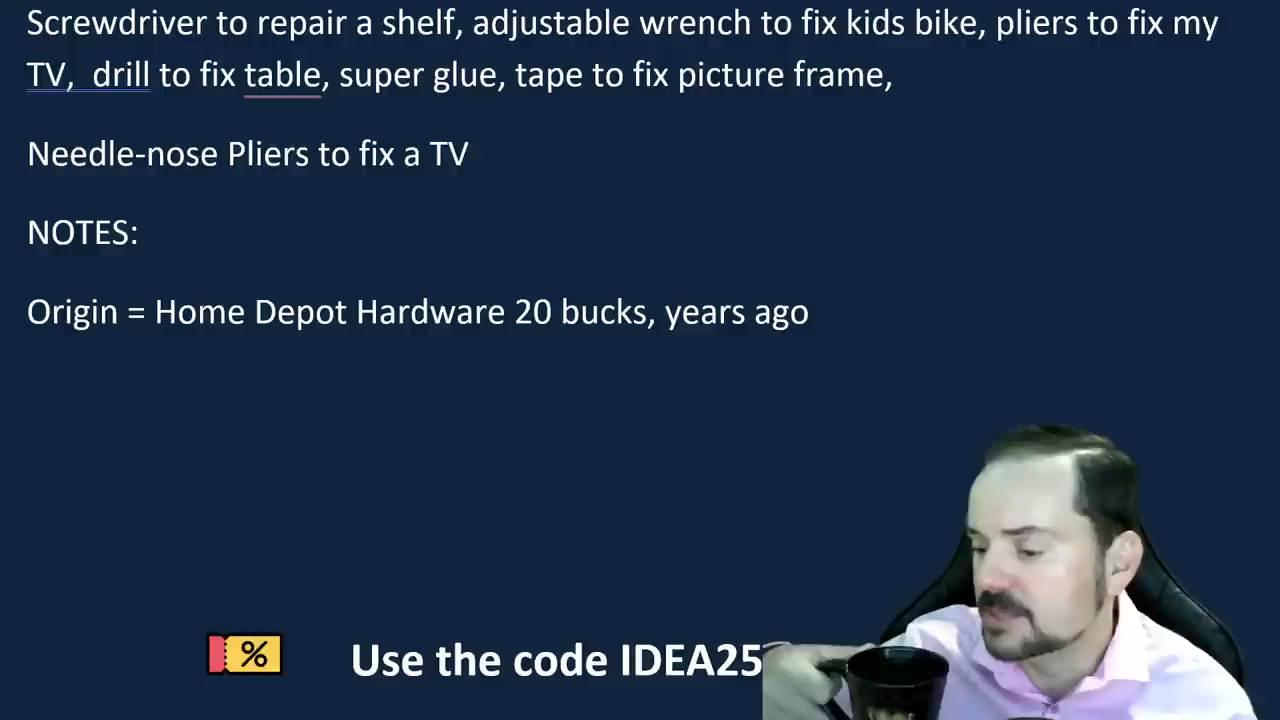 Screwdriver to repair a shelf, adjustable wrench to fix kids bike, pliers to fix my
TV,  drill to fix table, super glue, tape to fix picture frame,
Needle-nose Pliers to fix a TV
NOTES:
Origin = Home Depot Hardware 20 bucks, years ago
%
Use the code IDEA25